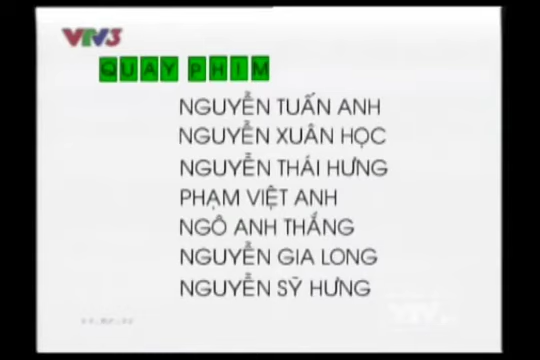 VTV3
QUAY PHIM
NGUYỄN TUẤN ANH
NGUYỄN XUÂN HỌC
NGUYỄN THÁI HƯNG
PHẠM VIỆT ANH
NGÔ ANH THẮNG
NGUYỄN GIA LONG
NGUYỄN SỸ HƯNG